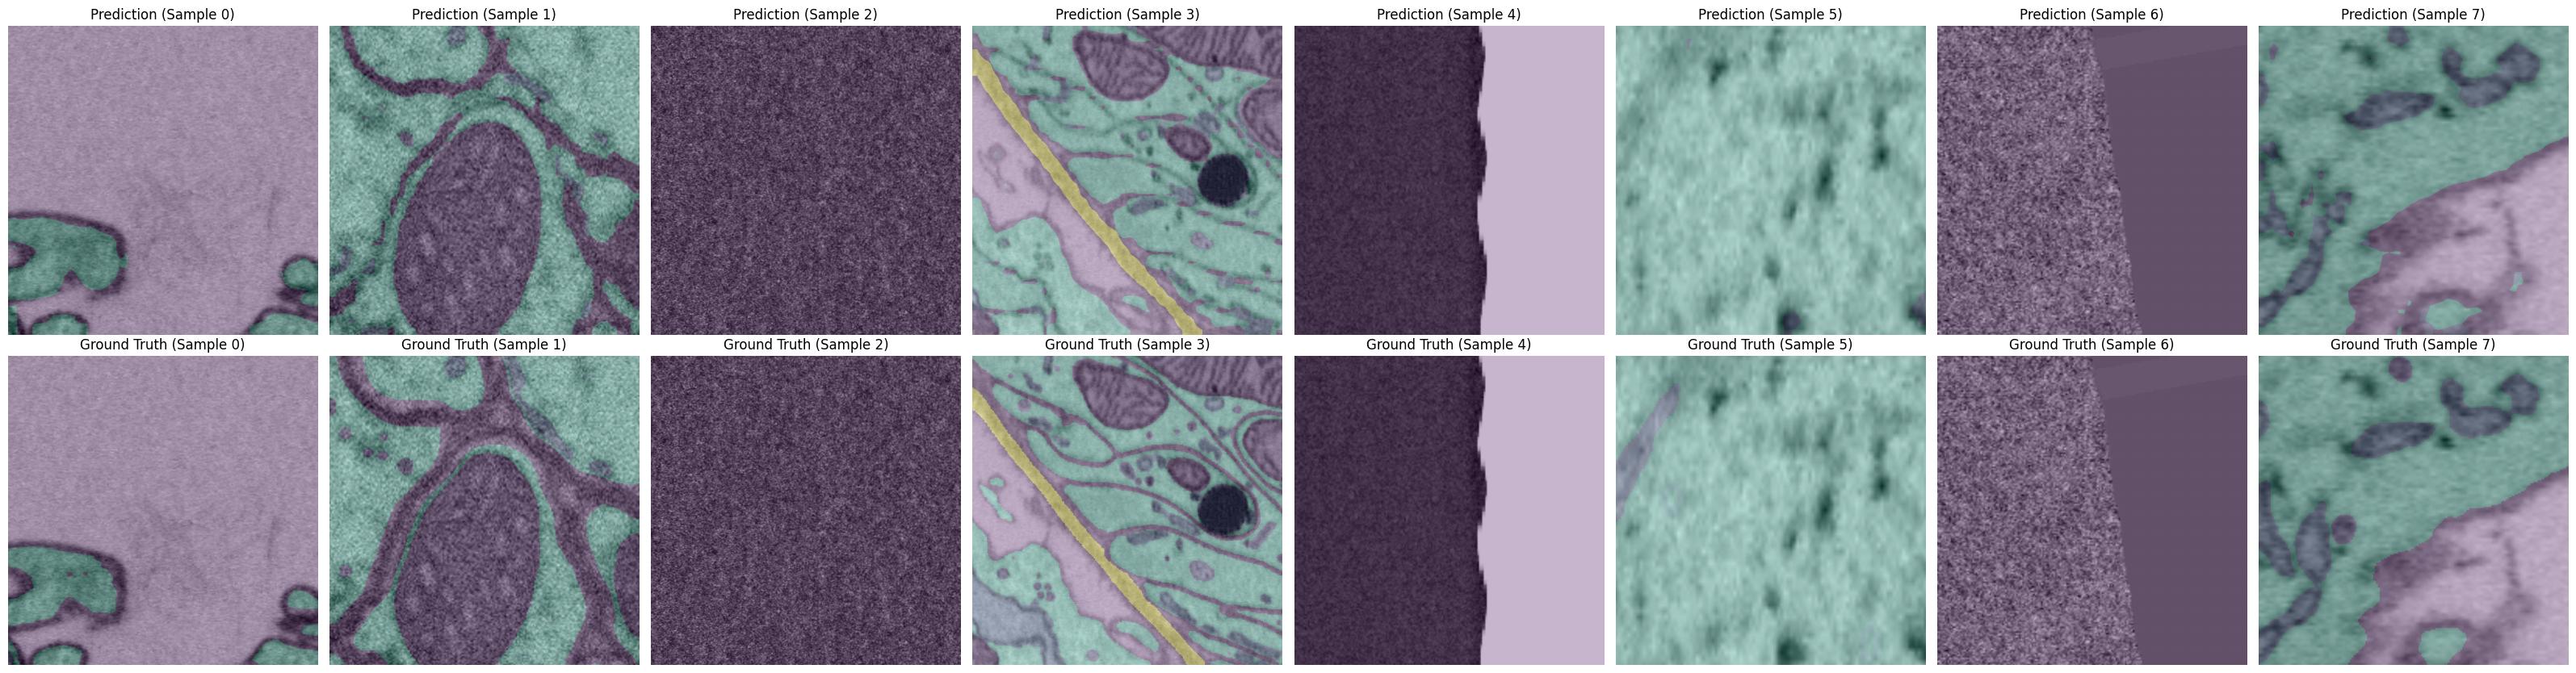 Prediction (Sample 0)
Prediction (Sample 1)
Prediction (Sample 2)
Prediction (Sample 3)
Prediction (Sample 4)
Prediction (Sample 5)
Prediction (Sample 6)
Prediction (Sample 7)
Ground Truth (Sample 0)
Ground Truth (Sample 1)
Ground Truth (Sample 2)
Ground Truth (Sample 3)
Ground Truth (Sample 4)
Ground Truth (Sample 5)
Ground Truth (Sample 6)
Ground Truth (Sample 7)